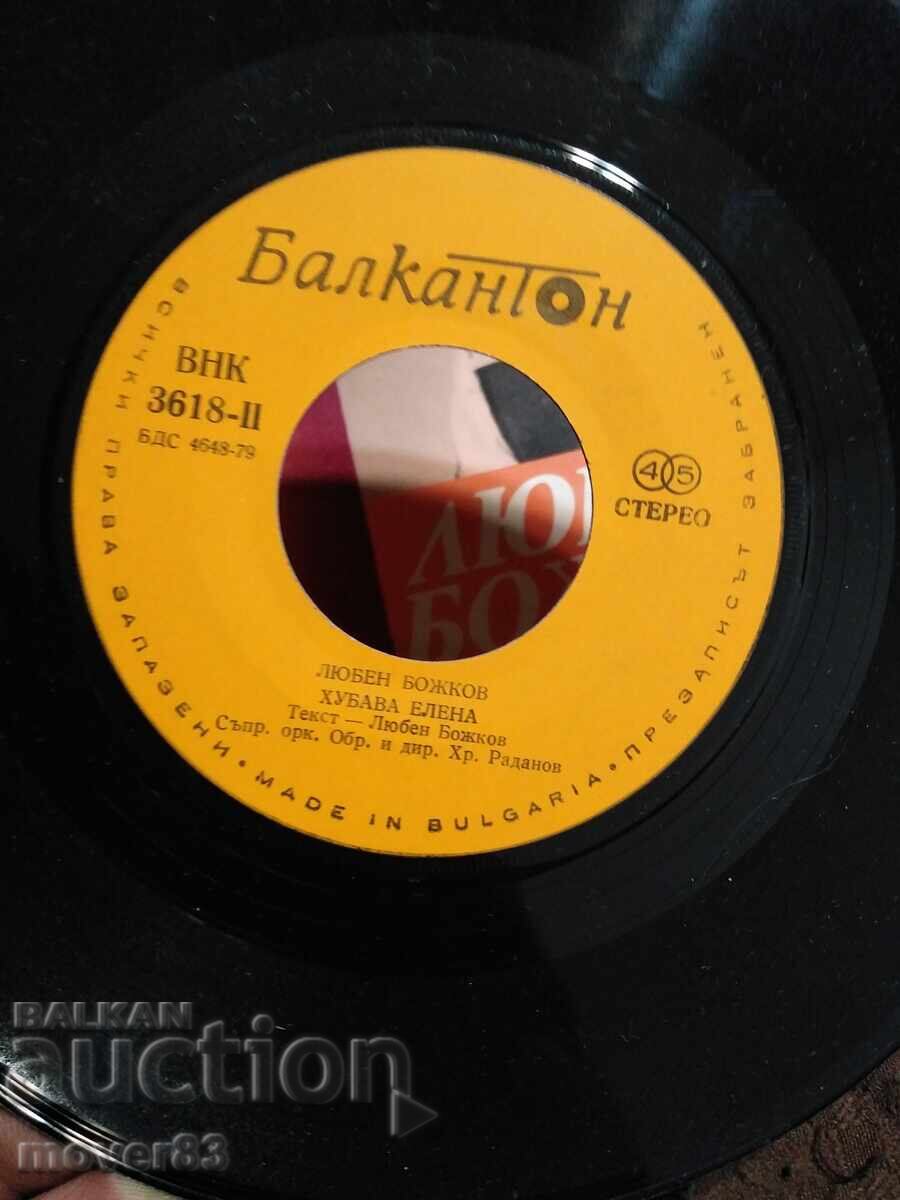 Балкантон
ВНК
3618-II
БДС 4648-79
45
СТЕРЕО
ЛЮБЕН БОЖКОВ
ХУБАВА ЕЛЕНА
Текст — Любен Божков
Съпр. орк. Обр. и дир. Хр. Раданов
ВСИЧКИ ПРАВА ЗАПАЗЕНИ • MADE IN BULGARIA • ПРЕЗАПИСЪТ ЗАБРАНЕН
BALKAN
auction
mover83